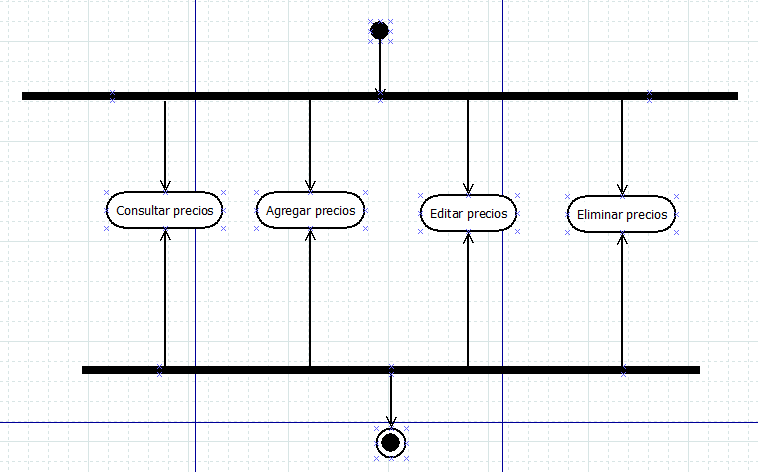 Consultar precios
Agregar precios
Editar precios
Eliminar precios